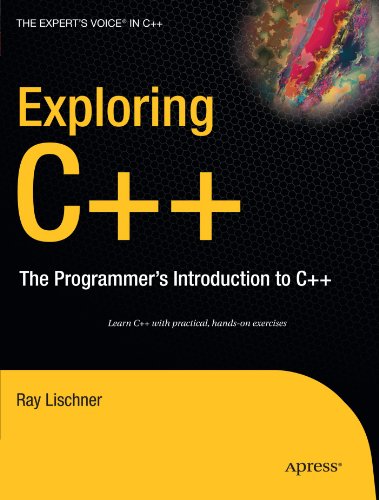 THE EXPERT'S VOICE® IN C++
Exploring
C++
The Programmer's Introduction to C++
Learn C++ with practical, hands-on exercises
Ray Lischner
Apress®